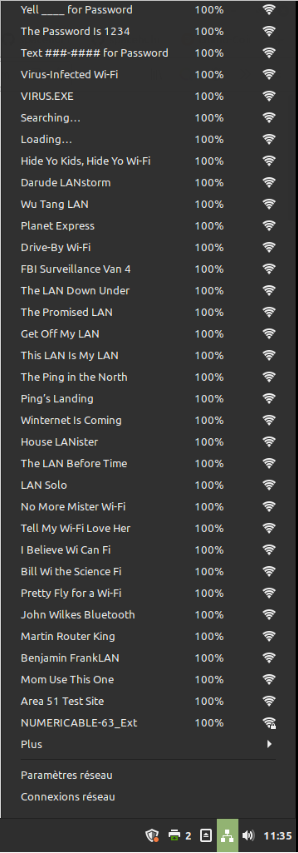 Yell ____ for Password 100%
The Password Is 1234 100%
Text ###-#### for Password 100%
Virus-Infected Wi-Fi 100%
VIRUS.EXE 100%
Searching... 100%
Loading... 100%
Hide Yo Kids, Hide Yo Wi-Fi 100%
Darude LANstorm 100%
Wu Tang LAN 100%
Planet Express 100%
Drive-By Wi-Fi 100%
FBI Surveillance Van 4 100%
The LAN Down Under 100%
The Promised LAN 100%
Get Off My LAN 100%
This LAN Is My LAN 100%
The Ping in the North 100%
Ping's Landing 100%
Winternet Is Coming 100%
House LANister 100%
The LAN Before Time 100%
LAN Solo 100%
No More Mister Wi-Fi 100%
Tell My Wi-Fi Love Her 100%
I Believe Wi Can Fi 100%
Bill Wi the Science Fi 100%
Pretty Fly for a Wi-Fi 100%
John Wilkes Bluetooth 100%
Martin Router King 100%
Benjamin FrankLAN 100%
Mom Use This One 100%
Area 51 Test Site 100%
NUMERICABLE-63_Ext 100%
Plus
Paramètres réseau
Connexions réseau
2 11:35